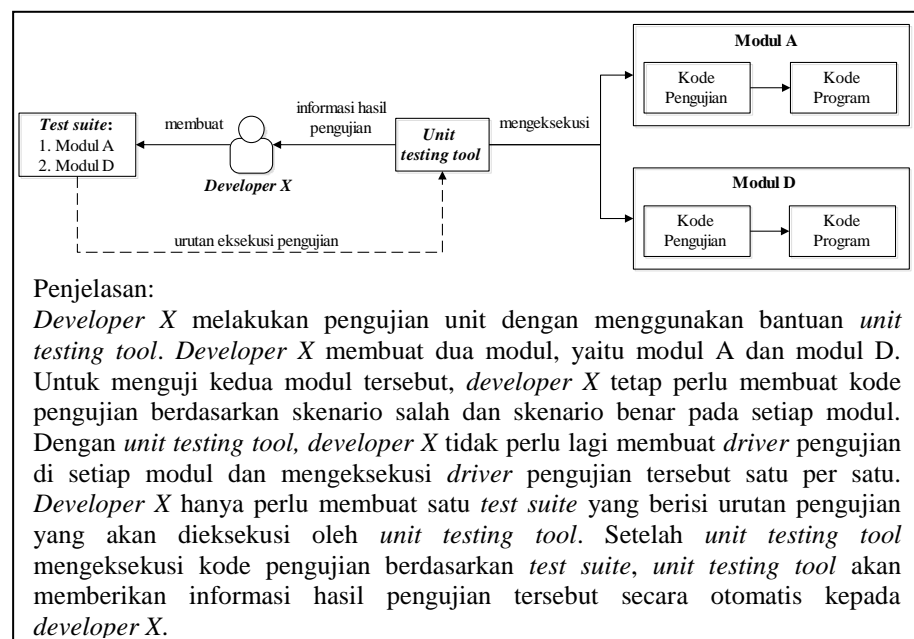 Modul A
Kode
Pengujian
Kode
Program
informasi hasil
pengujian
membuat
mengeksekusi
Test suite:
1. Modul A
2. Modul D
Unit
testing tool
Developer X
Modul D
Kode
Pengujian
Kode
Program
urutan eksekusi pengujian
Penjelasan:
Developer X melakukan pengujian unit dengan menggunakan bantuan unit
testing tool. Developer X membuat dua modul, yaitu modul A dan modul D.
Untuk menguji kedua modul tersebut, developer X tetap perlu membuat kode
pengujian berdasarkan skenario salah dan skenario benar pada setiap modul.
Dengan unit testing tool, developer X tidak perlu lagi membuat driver pengujian
di setiap modul dan mengeksekusi driver pengujian tersebut satu per satu.
Developer X hanya perlu membuat satu test suite yang berisi urutan pengujian
yang akan dieksekusi oleh unit testing tool. Setelah unit testing tool
mengeksekusi kode pengujian berdasarkan test suite, unit testing tool akan
memberikan informasi hasil pengujian tersebut secara otomatis kepada
developer X.